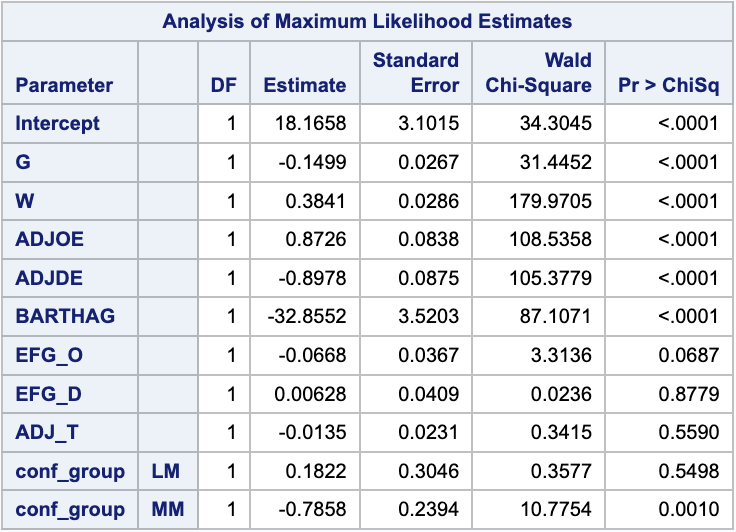 Analysis of Maximum Likelihood Estimates
Parameter DF Estimate Standard Error Wald Chi-Square Pr > ChiSq
Intercept 1 18.1658 3.1015 34.3045 <.0001
G 1 -0.1499 0.0267 31.4452 <.0001
W 1 0.3841 0.0286 179.9705 <.0001
ADJOE 1 0.8726 0.0838 108.5358 <.0001
ADJDE 1 -0.8978 0.0875 105.3779 <.0001
BARTHAG 1 -32.8552 3.5203 87.1071 <.0001
EFG_O 1 -0.0668 0.0367 3.3136 0.0687
EFG_D 1 0.00628 0.0409 0.0236 0.8779
ADJ_T 1 -0.0135 0.0231 0.3415 0.5590
conf_group LM 1 0.1822 0.3046 0.3577 0.5498
conf_group MM 1 -0.7858 0.2394 10.7754 0.0010